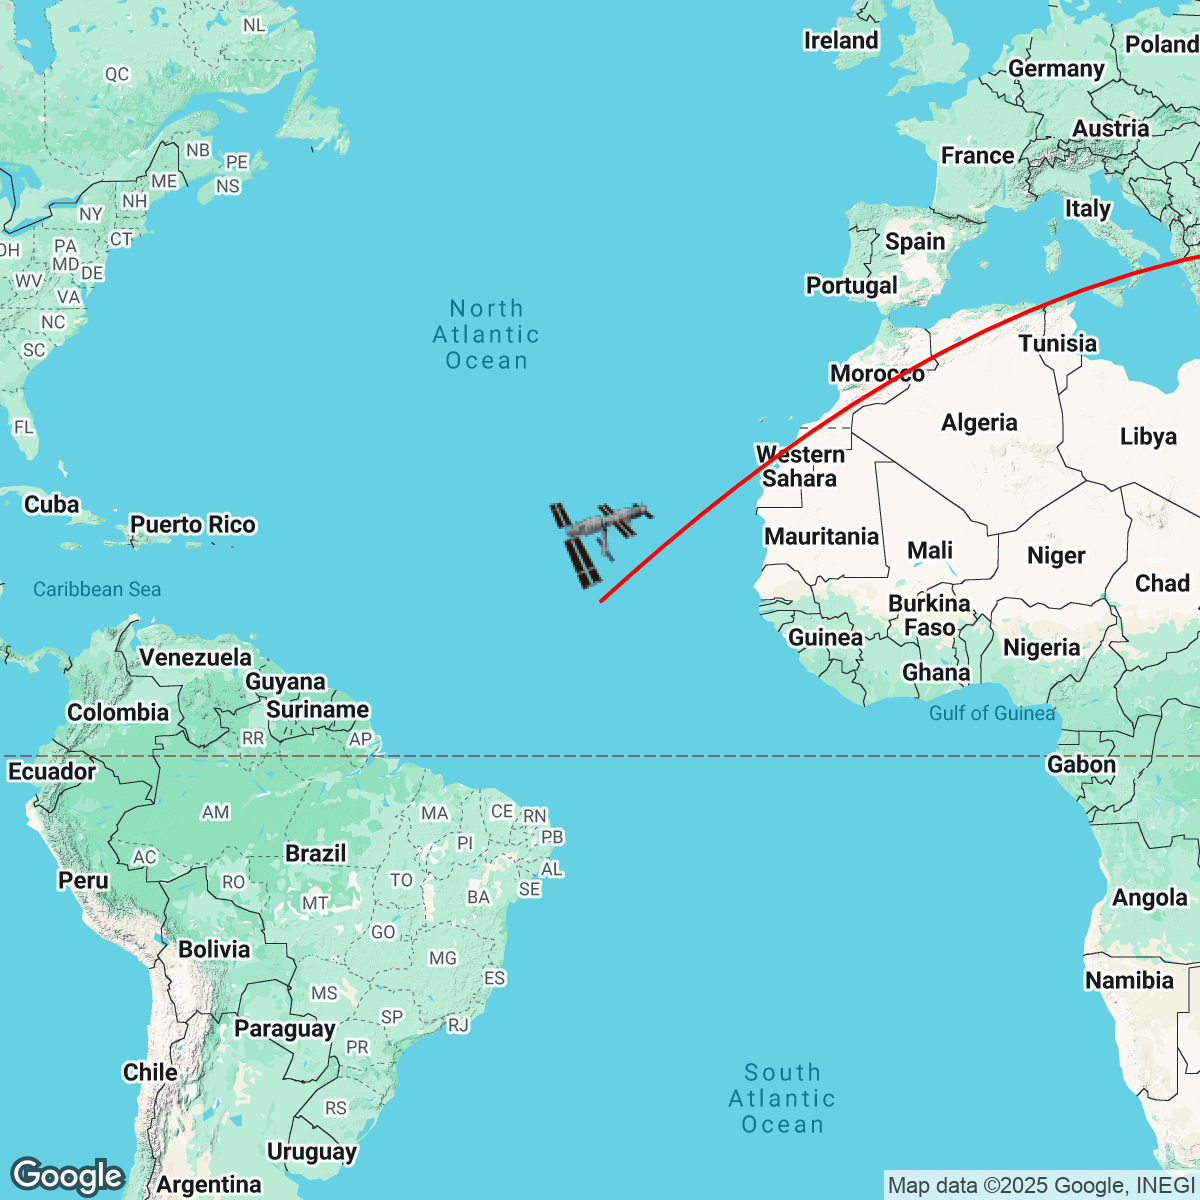 NL
Ireland
Poland
QC
Germany
Austria
NB
PE
France
ME
NS
NH
NY
Italy
CT
Spain
OH
PA
MD
DE
WV
Portugal
VA
North
Atlantic
Ocean
NC
SC
Tunisia
Morocco
Algeria
FL
Libya
Western
Sahara
Cuba
Puerto Rico
Mauritania
Mali
Niger
Chad
Caribbean Sea
Burkina
Faso
Guinea
Nigeria
Venezuela
Ghana
Guyana
Suriname
Colombia
Gulf of Guinea
RR
AP
Ecuador
Gabon
AM
MA
CE
RN
PB
PI
Brazil
AC
AL
Peru
RO
TO
SE
BA
MT
Angola
GO
Bolivia
MG
ES
Namibia
MS
SP
RJ
Paraguay
PR
Chile
South
Atlantic
Ocean
RS
Uruguay
Google
Argentina
Map data ©2025 Google, INEGI